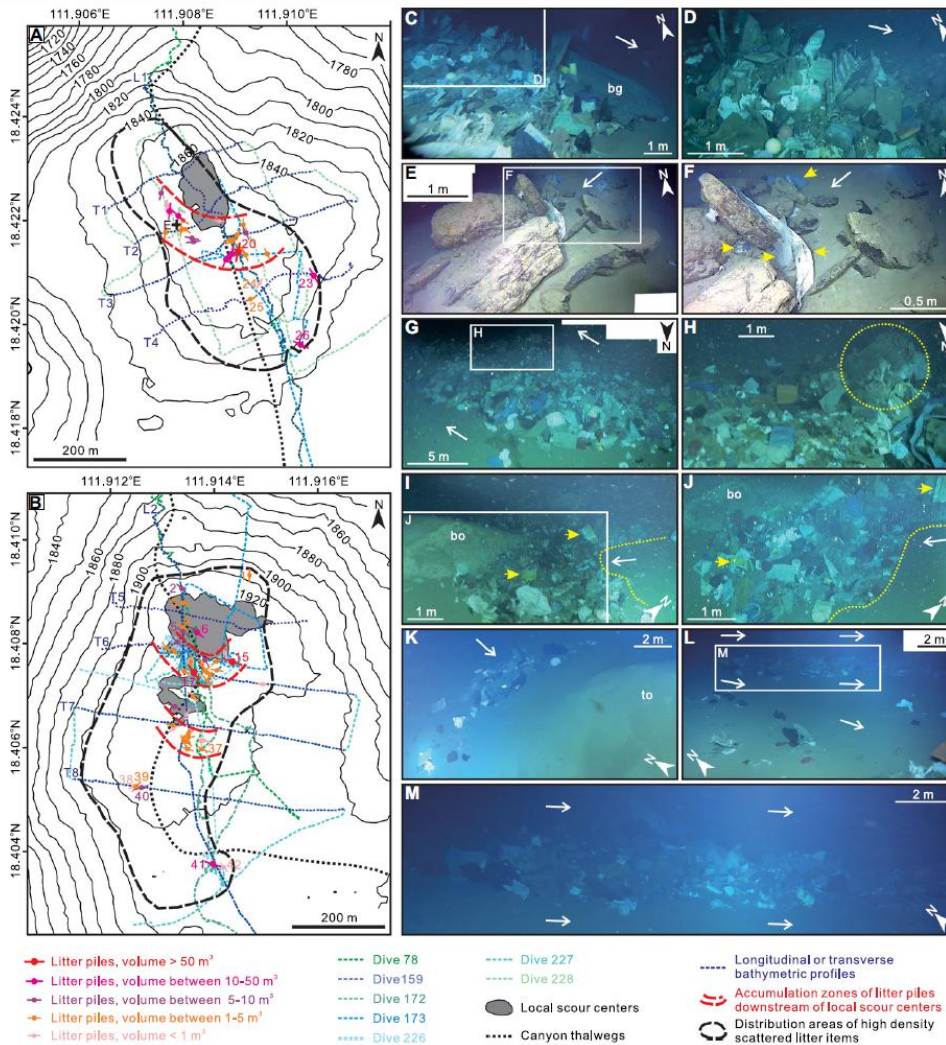 111.906°E 111.908°E 111.910°E
A
N
1720
1740
1760
1780
1800
1820
1840
1860
1780
1800
1820
1840
L1
T1
T2
T3
T4
E
20
23
24
25
26
18.424°N
18.422°N
18.420°N
18.418°N
200 m
111.912°E 111.914°E 111.916°E
B
N
1840
1860
1880
1900
1860
1880
1900
1920
L2
T5
T6
T7
T8
1
2
6
15
37
38
39
40
41
42
18.410°N
18.408°N
18.406°N
18.404°N
200 m
C
N
D
bg
1 m
D
N
1 m
E
1 m
F
N
F
N
0.5 m
G
H
N
5 m
H
1 m
N
I
J
bo
1 m
N
J
bo
1 m
N
K
2 m
to
N
L
2 m
M
N
M
2 m
N
Litter piles, volume > 50 m³
Litter piles, volume between 10-50 m³
Litter piles, volume between 5-10 m³
Litter piles, volume between 1-5 m³
Litter piles, volume < 1 m³
Dive 78
Dive159
Dive 172
Dive 173
Dive 226
Dive 227
Dive 228
Local scour centers
Canyon thalwegs
Longitudinal or transverse
bathymetric profiles
Accumulation zones of litter piles
downstream of local scour centers
Distribution areas of high density
scattered litter items